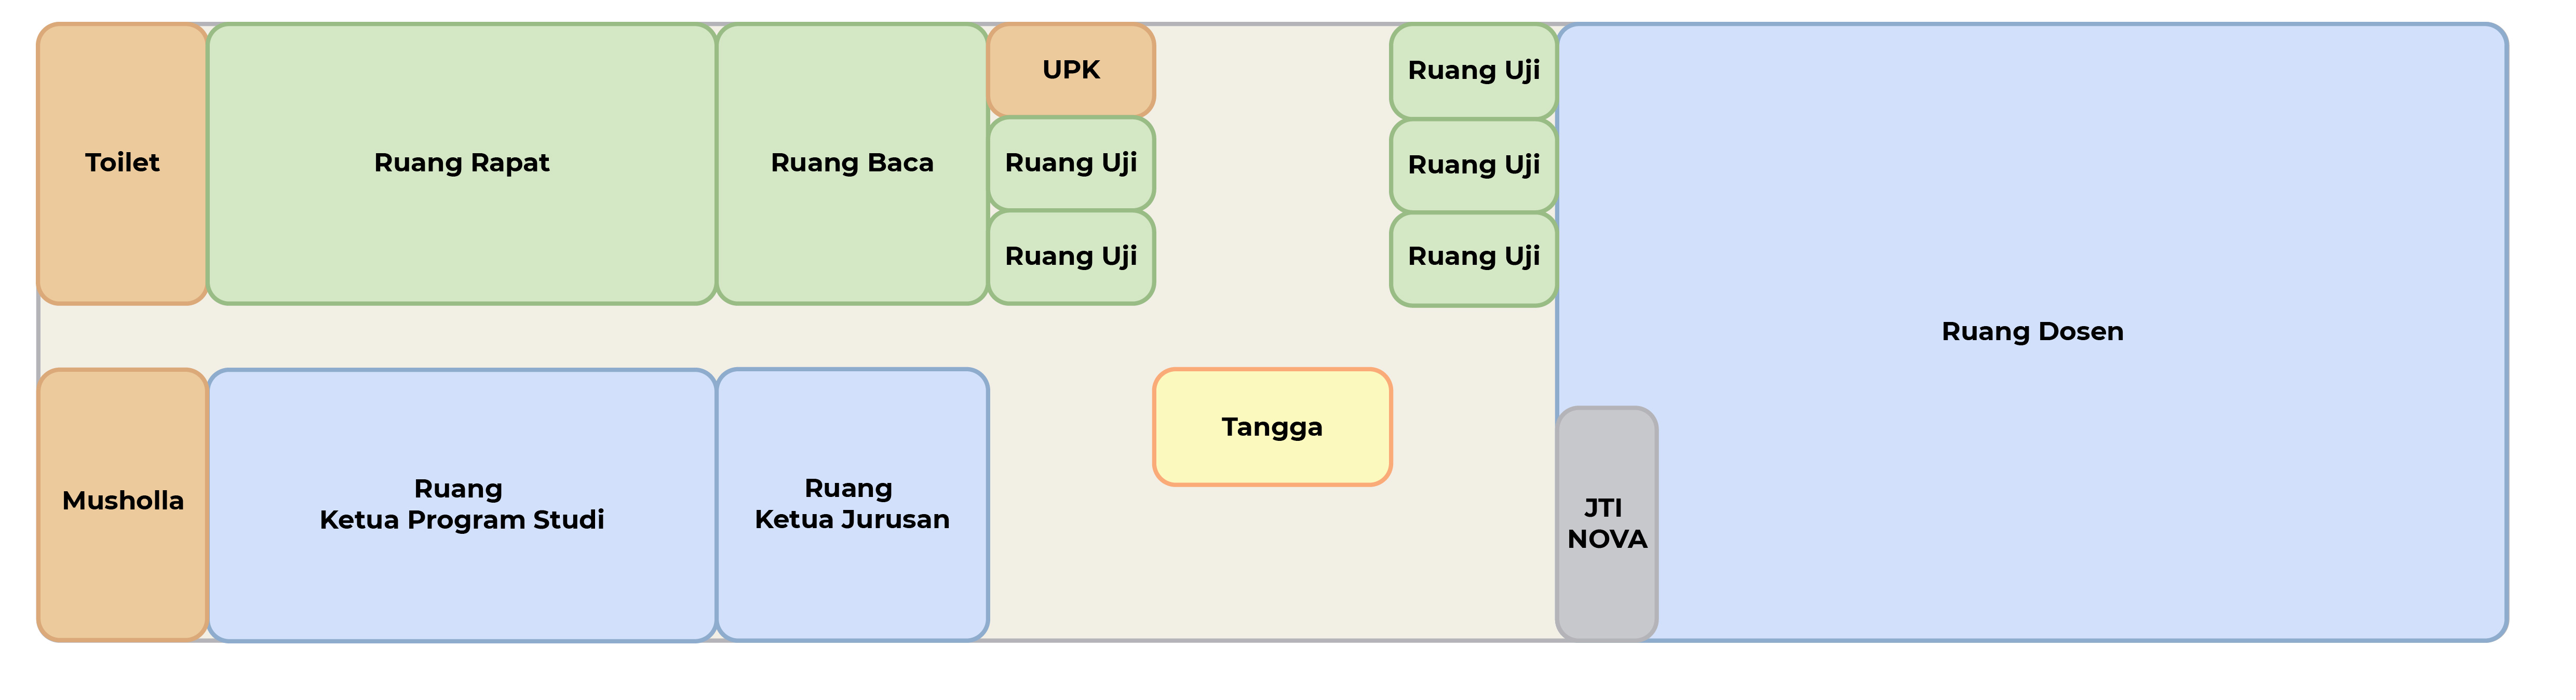 Toilet
Ruang Rapat
Ruang Baca
UPK
Ruang Uji
Ruang Uji
Ruang Uji
Ruang Uji
Ruang Uji
Ruang Dosen
Musholla
Ruang
Ketua Program Studi
Ruang
Ketua Jurusan
Tangga
JTI
NOVA